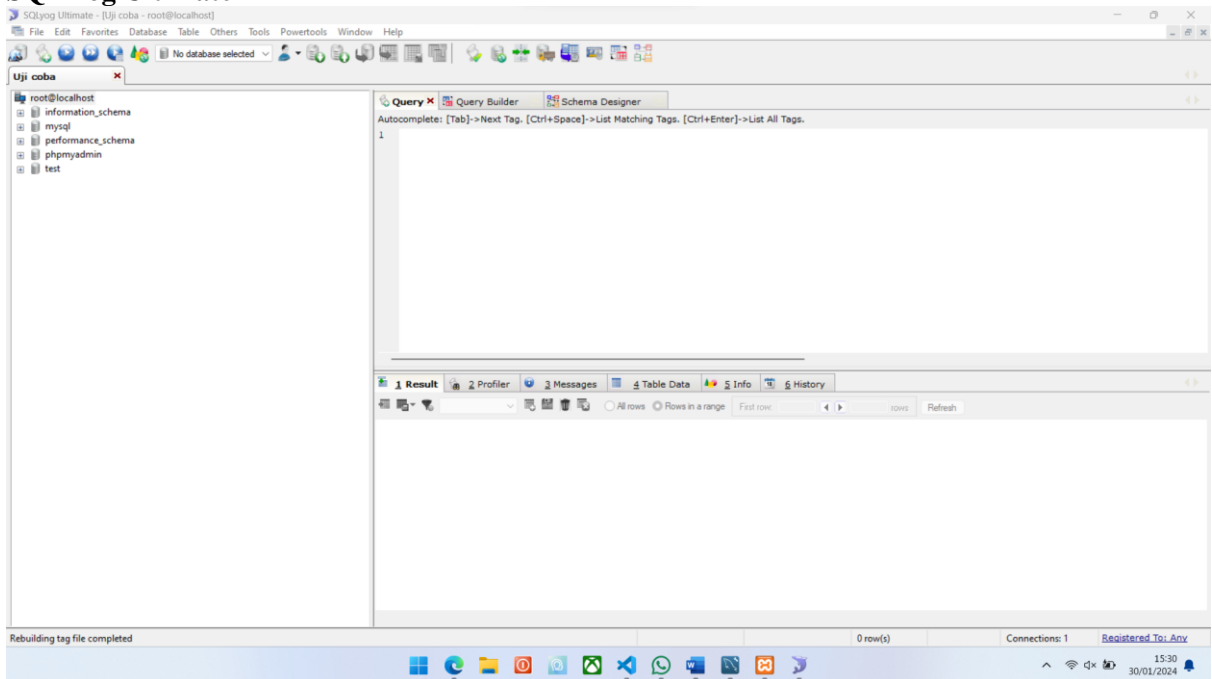 SQLyog Ultimate - [Uji coba - root@localhost]
File Edit Favorites Database Table Others Tools Powertools Window Help
No database selected
Uji coba
root@localhost
information_schema
mysql
performance_schema
phpmyadmin
test
Query Query Builder Schema Designer
Autocomplete: [Tab]->Next Tag. [Ctrl+Space]->List Matching Tags. [Ctrl+Enter]->List All Tags.
1
1 Result 2 Profiler 3 Messages 4 Table Data 5 Info 6 History
All rows Rows in a range First row: rows: Refresh
Rebuilding tag file completed 0 row(s) Connections: 1 Registered To: Any
15:30
30/01/2024